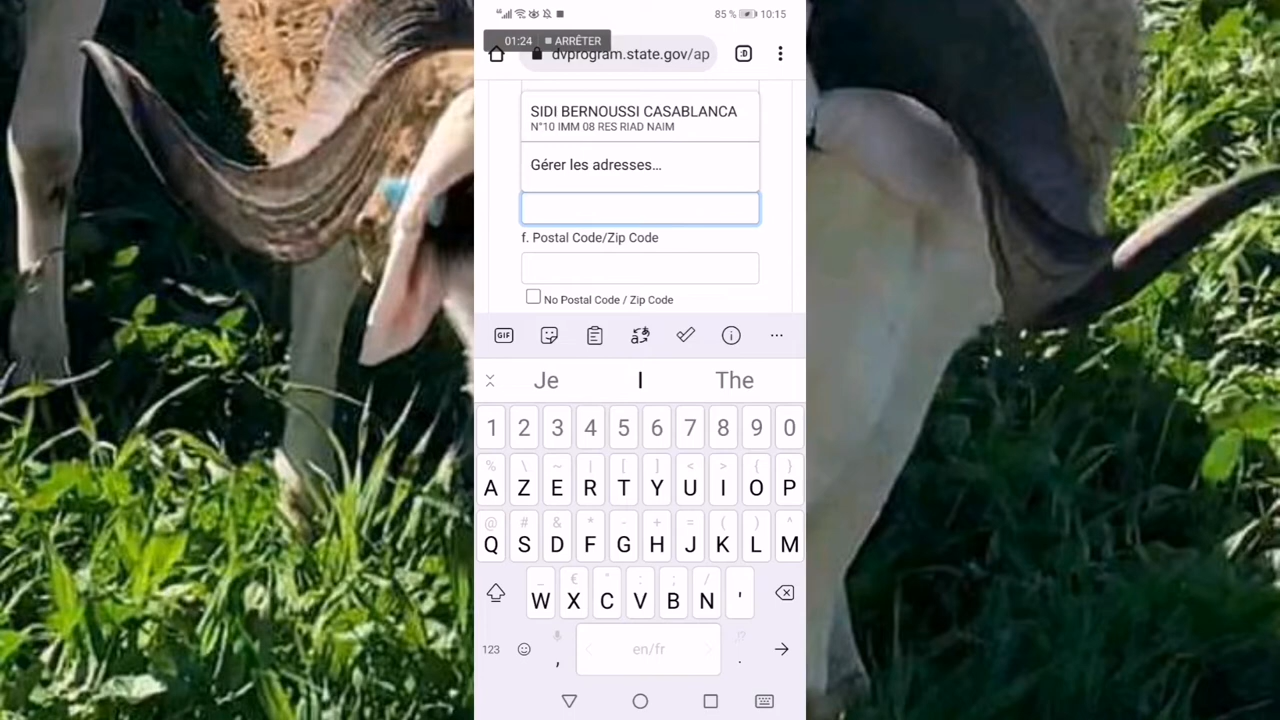 85 % 10:15
01:24 ARRÊTER
dvprogram.state.gov/ap
:D
SIDI BERNOUSSI CASABLANCA
N°10 IMM 08 RES RIAD NAIM
Gérer les adresses…
f. Postal Code/Zip Code
No Postal Code / Zip Code
GIF
Je I The
1 2 3 4 5 6 7 8 9 0
% \ ~ | [ ] < > { }
A Z E R T Y U I O P
@ # & * - + = ( ) ^
Q S D F G H J K L M
_ € " : ; /
W X C V B N '
123 , en/fr .